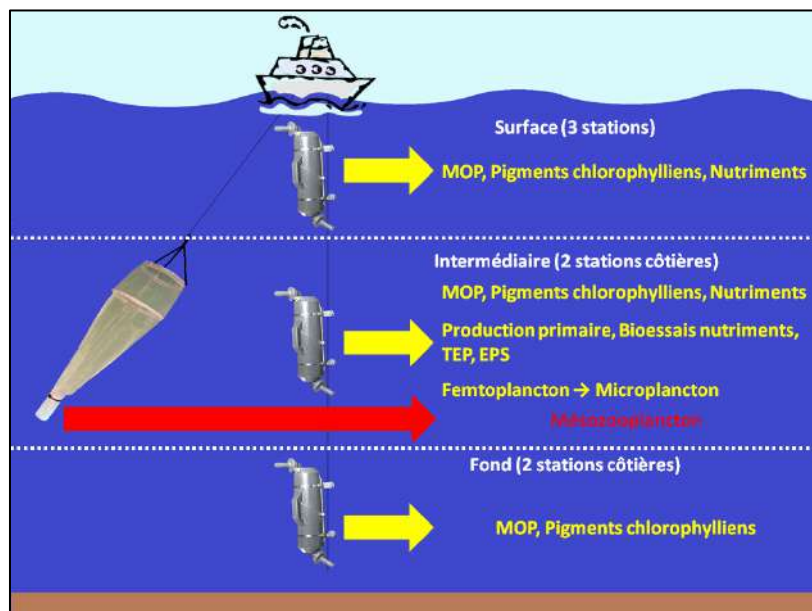 Surface (3 stations)
MOP, Pigments chlorophylliens, Nutriments
Intermédiaire (2 stations côtières)
MOP, Pigments chlorophylliens, Nutriments
Production primaire, Bioessais nutriments,
TEP, EPS
Femtoplancton → Microplancton
Mésozooplancton
Fond (2 stations côtières)
MOP, Pigments chlorophylliens